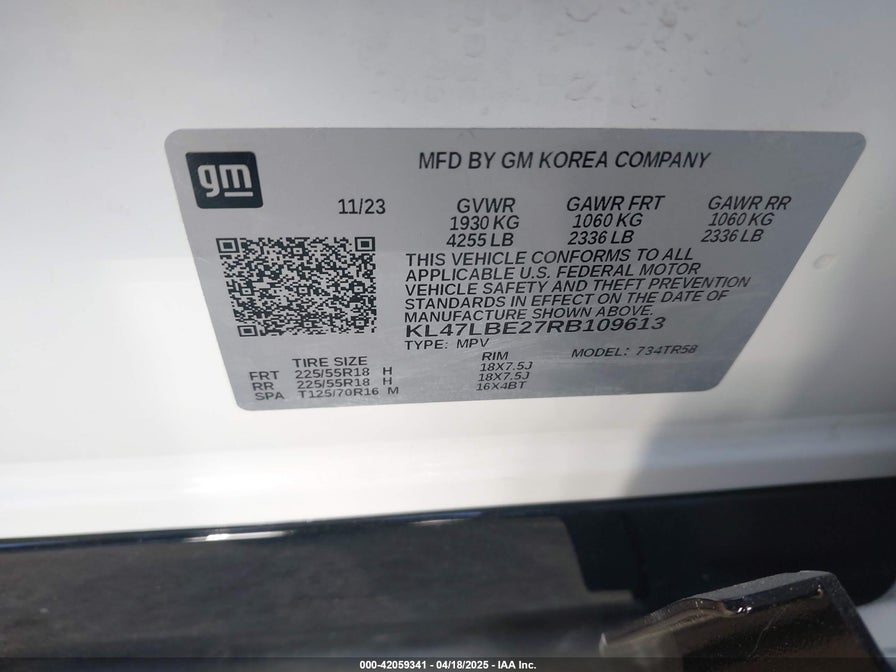 gm
MFD BY GM KOREA COMPANY
11/23
GVWR
1930 KG
4255 LB
GAWR FRT
1060 KG
2336 LB
GAWR RR
1060 KG
2336 LB
THIS VEHICLE CONFORMS TO ALL
APPLICABLE U.S. FEDERAL MOTOR
VEHICLE SAFETY AND THEFT PREVENTION
STANDARDS IN EFFECT ON THE DATE OF
MANUFACTURE SHOWN ABOVE.
KL47LBE27RB109613
TYPE: MPV
MODEL: 734TR58
TIRE SIZE
RIM
FRT 225/55R18 H 18X7.5J
RR 225/55R18 H 18X7.5J
SPA T125/70R16 M 16X4BT
000-42059341 | 04/18/2025 - IAA Inc.